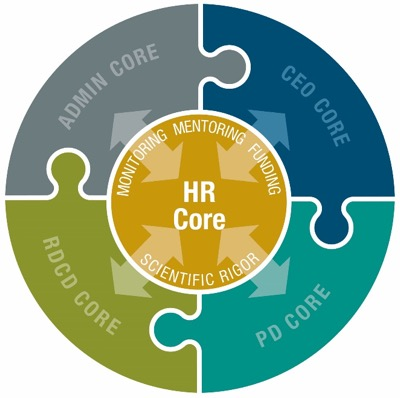 ADMIN CORE
CEO CORE
MONITORING MENTORING FUNDING
HR
Core
SCIENTIFIC RIGOR
RDCD CORE
PD CORE